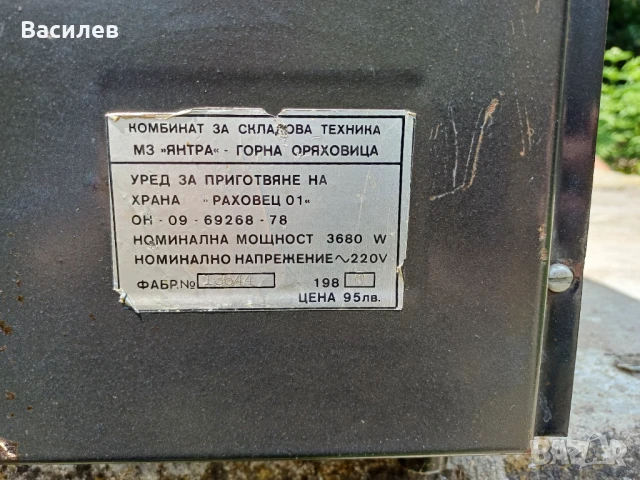 Василев
КОМБИНАТ ЗА СКЛАДОВА ТЕХНИКА
МЗ "ЯНТРА" - ГОРНА ОРЯХОВИЦА
УРЕД ЗА ПРИГОТВЯНЕ НА
ХРАНА "РАХОВЕЦ 01"
ОН - 09 - 69268 - 78
НОМИНАЛНА МОЩНОСТ 3680 W
НОМИНАЛНО НАПРЕЖЕНИЕ ~220V
ФАБР.№ 198
ЦЕНА 95лв.
BAZAR